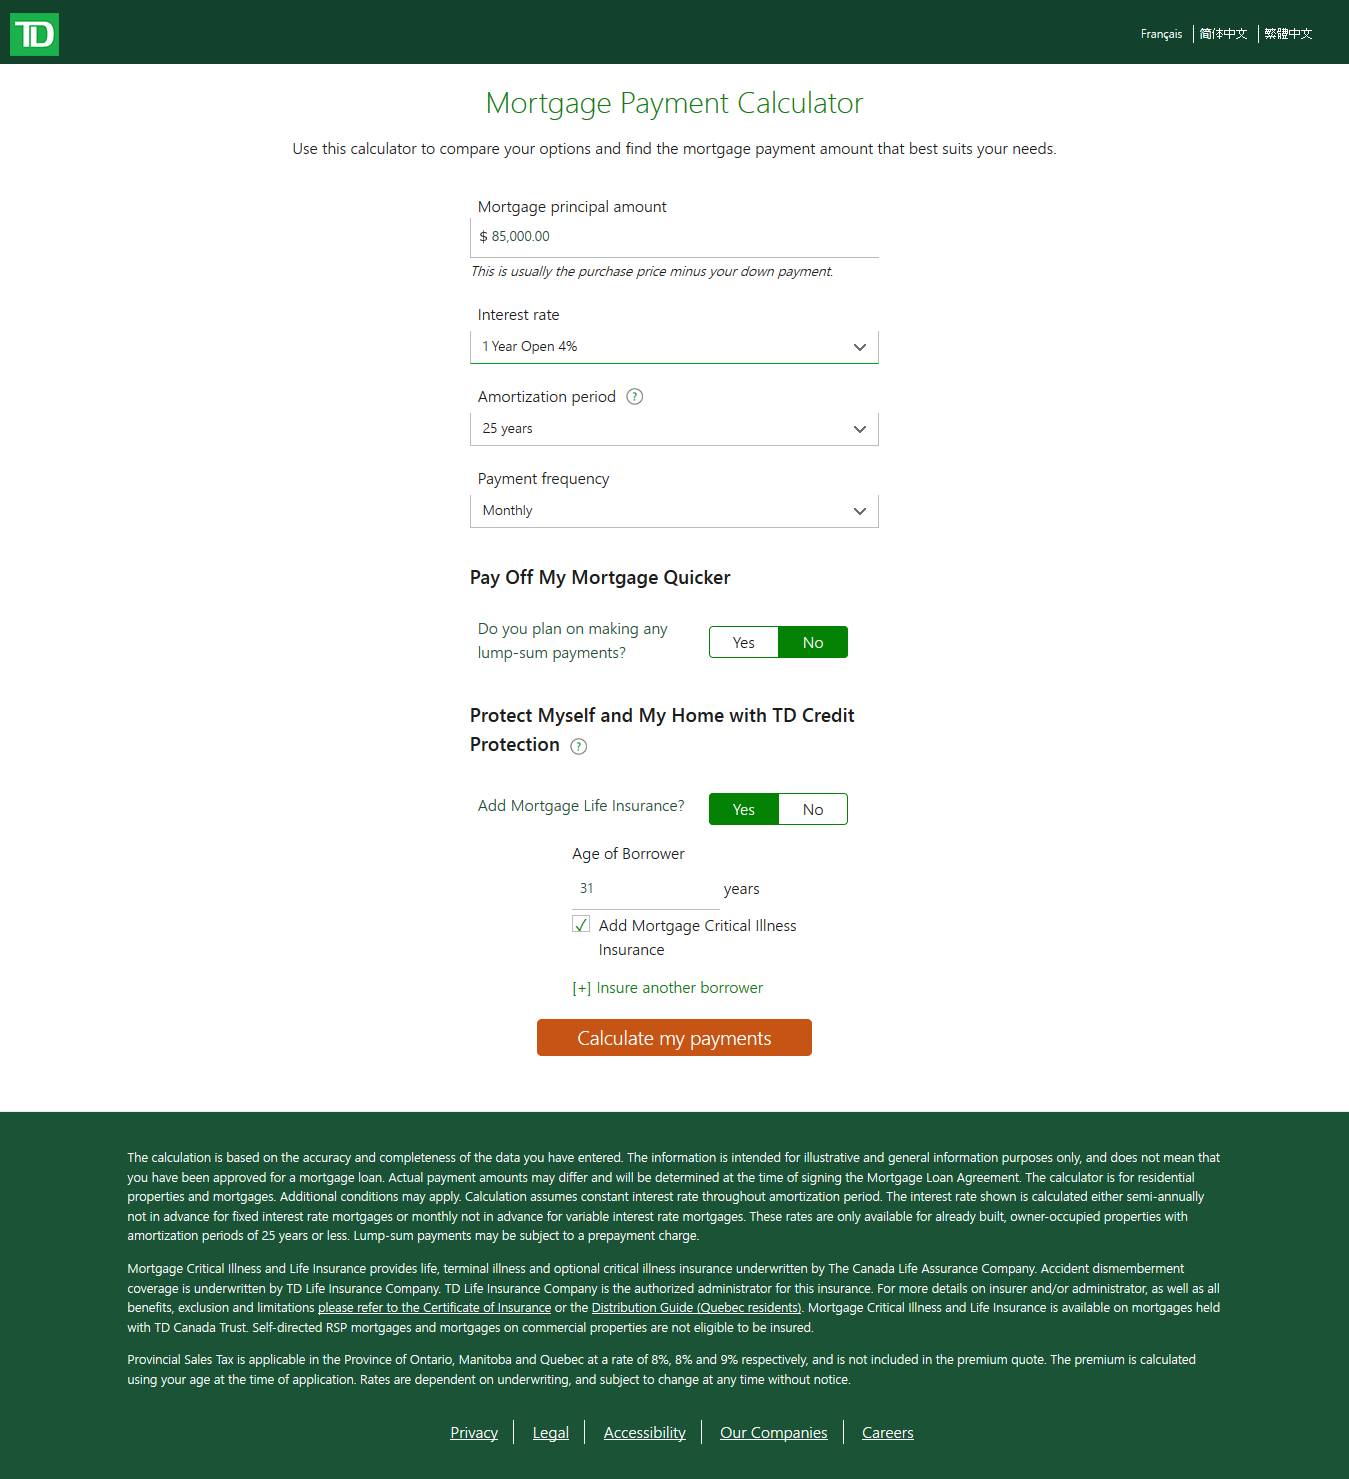 TD
Français
简体中文
繁體中文
Mortgage Payment Calculator
Use this calculator to compare your options and find the mortgage payment amount that best suits your needs.
Mortgage principal amount
$ 85,000.00
This is usually the purchase price minus your down payment.
Interest rate
1 Year Open 4%
Amortization period ?
25 years
Payment frequency
Monthly
Pay Off My Mortgage Quicker
Do you plan on making any
lump-sum payments?
Yes No
Protect Myself and My Home with TD Credit
Protection ?
Add Mortgage Life Insurance? Yes No
Age of Borrower
31 years
Add Mortgage Critical Illness
Insurance
[+] Insure another borrower
Calculate my payments
The calculation is based on the accuracy and completeness of the data you have entered. The information is intended for illustrative and general information purposes only, and does not mean that
you have been approved for a mortgage loan. Actual payment amounts may differ and will be determined at the time of signing the Mortgage Loan Agreement. The calculator is for residential
properties and mortgages. Additional conditions may apply. Calculation assumes constant interest rate throughout amortization period. The interest rate shown is calculated either semi-annually
not in advance for fixed interest rate mortgages or monthly not in advance for variable interest rate mortgages. These rates are only available for already built, owner-occupied properties with
amortization periods of 25 years or less. Lump-sum payments may be subject to a prepayment charge.
Mortgage Critical Illness and Life Insurance provides life, terminal illness and optional critical illness insurance underwritten by The Canada Life Assurance Company. Accident dismemberment
coverage is underwritten by TD Life Insurance Company. TD Life Insurance Company is the authorized administrator for this insurance. For more details on insurer and/or administrator, as well as all
benefits, exclusion and limitations please refer to the Certificate of Insurance or the Distribution Guide (Quebec residents). Mortgage Critical Illness and Life Insurance is available on mortgages held
with TD Canada Trust. Self-directed RSP mortgages and mortgages on commercial properties are not eligible to be insured.
Provincial Sales Tax is applicable in the Province of Ontario, Manitoba and Quebec at a rate of 8%, 8% and 9% respectively, and is not included in the premium quote. The premium is calculated
using your age at the time of application. Rates are dependent on underwriting, and subject to change at any time without notice.
Privacy
Legal
Accessibility
Our Companies
Careers